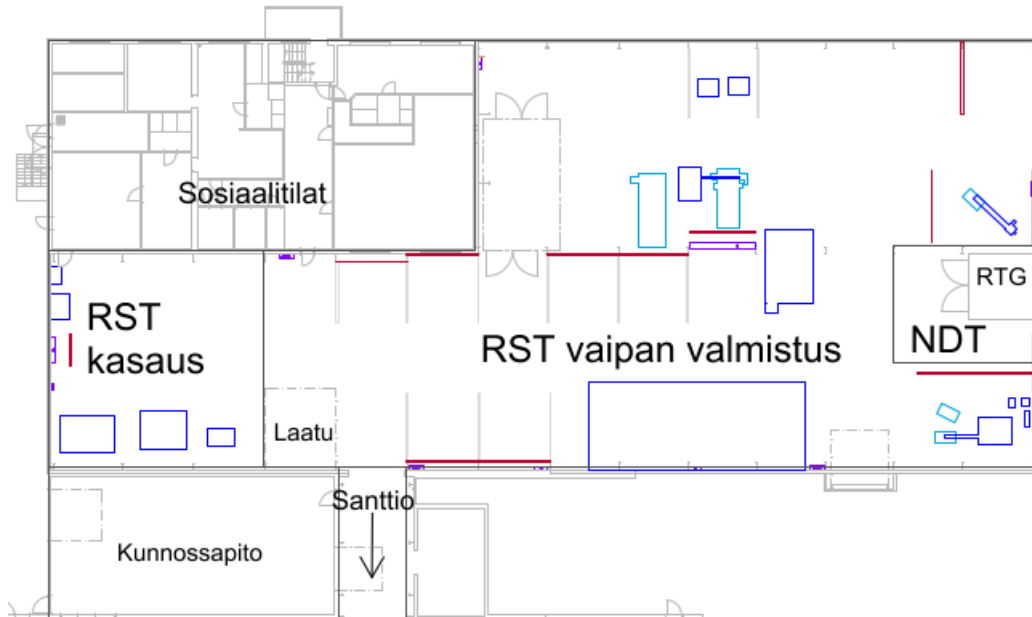 Sosiaalitilat
RTG
RST
kasaus
RST vaipan valmistus
NDT
Laatu
Santtio
Kunnossapito